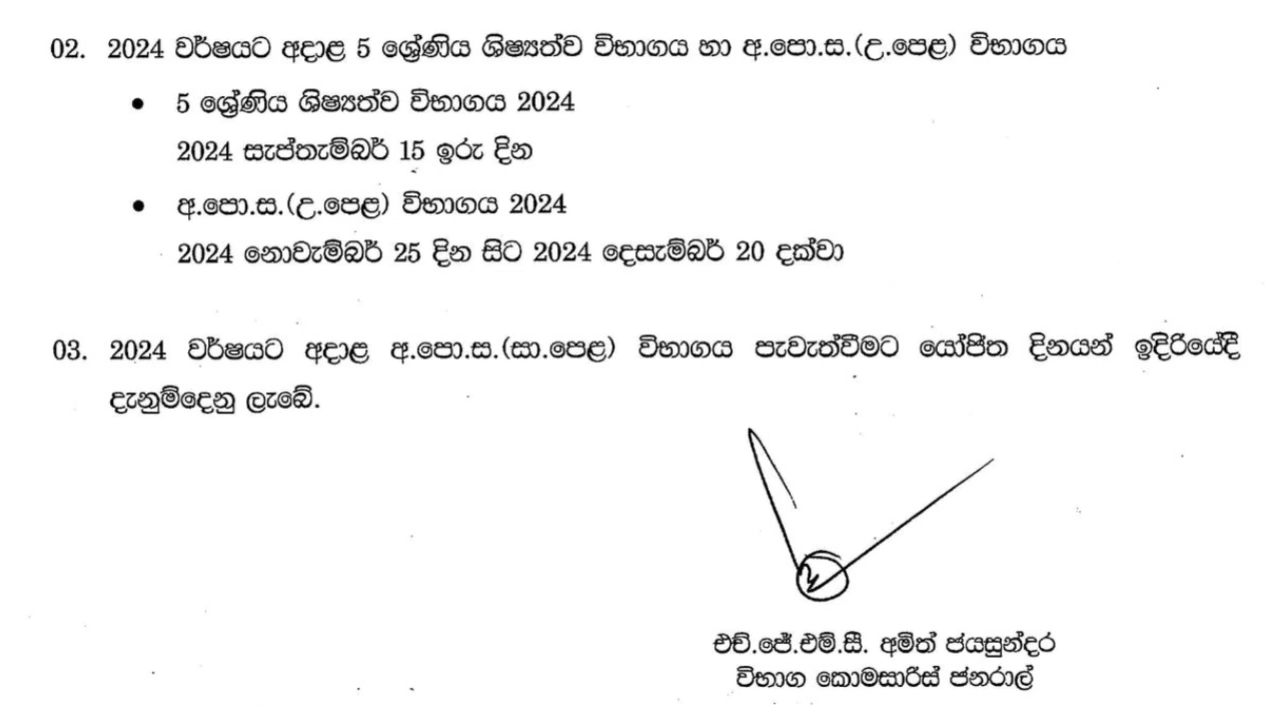 02. 2024 වර්ෂයට අදාළ 5 ශ්‍රේණිය ශිෂ්‍යත්ව විභාගය හා අ.පො.ස.(උ.පෙළ) විභාගය
• 5 ශ්‍රේණිය ශිෂ්‍යත්ව විභාගය 2024
2024 සැප්තැම්බර් 15 ඉරු දින
• අ.පො.ස.(උ.පෙළ) විභාගය 2024
2024 නොවැම්බර් 25 දින සිට 2024 දෙසැම්බර් 20 දක්වා
03. 2024 වර්ෂයට අදාළ අ.පො.ස.(සා.පෙළ) විභාගය පැවැත්වීමට යෝජිත දිනයන් ඉදිරියේදී
දැනුම්දෙනු ලැබේ.
එච්.ජේ.එම්.සී. අමිත් ජයසුන්දර
විභාග කොමසාරිස් ජනරාල්